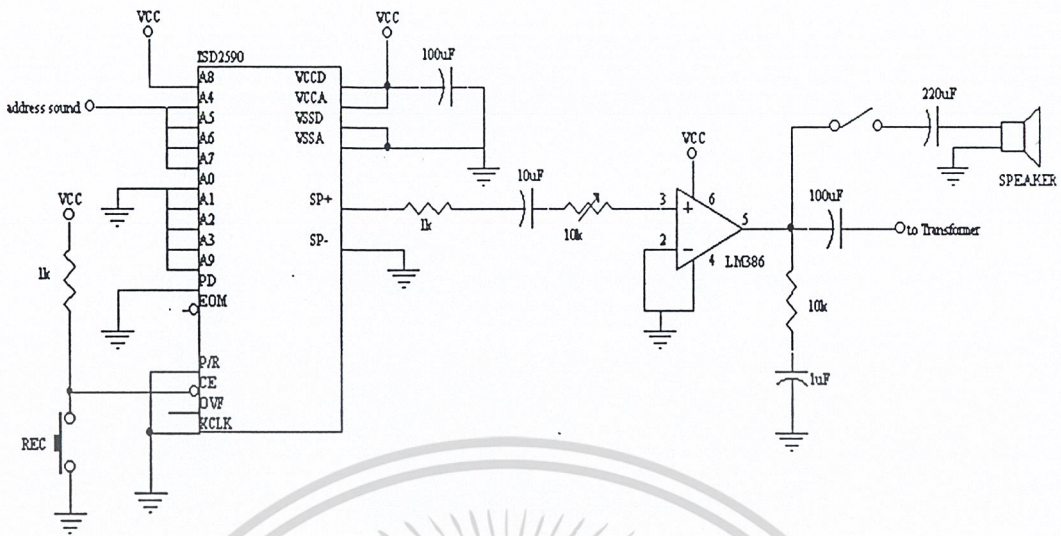 VCC
VCC
ISD2590
100uF
A8
VCCD
address sound
A4
VCCA
A5
VSSD
A6
VSSA
A7
A0
VCC
A1
SP+
A2
A3
SP-
A9
1k
PD
EOM
P/R
CE
OVF
XCLK
REC
1k
10uF
10k
VCC
3
+
6
2
-
4
5
LM386
220uF
SPEAKER
100uF
to Transformer
10k
1uF